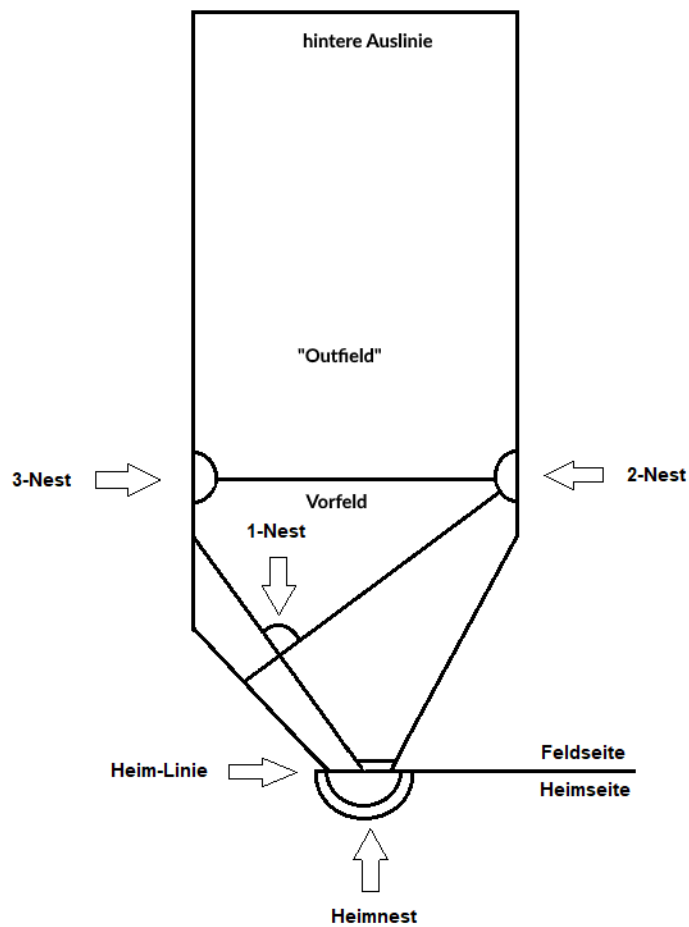 hintere Auslinie
"Outfield"
3-Nest
2-Nest
Vorfeld
1-Nest
Feldseite
Heim-Linie
Heimseite
Heimnest